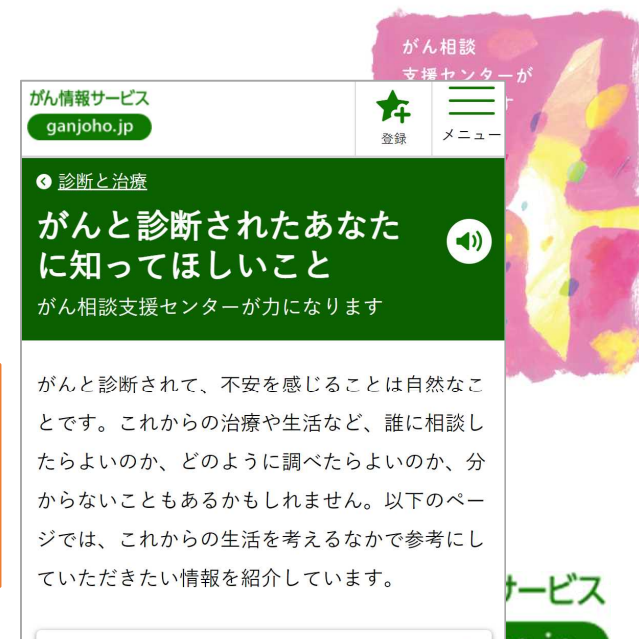 がん相談
支援センターが
す
がん情報サービス
ganjoho.jp
登録
メニュー
診断と治療
がんと診断されたあなた
に知ってほしいこと
がん相談支援センターが力になります
がんと診断されて、不安を感じることは自然なこ
とです。これからの治療や生活など、誰に相談し
たらよいのか、どのように調べたらよいのか、分
からないこともあるかもしれません。以下のペー
ジでは、これからの生活を考えるなかで参考にし
ていただきたい情報を紹介しています。
サービス